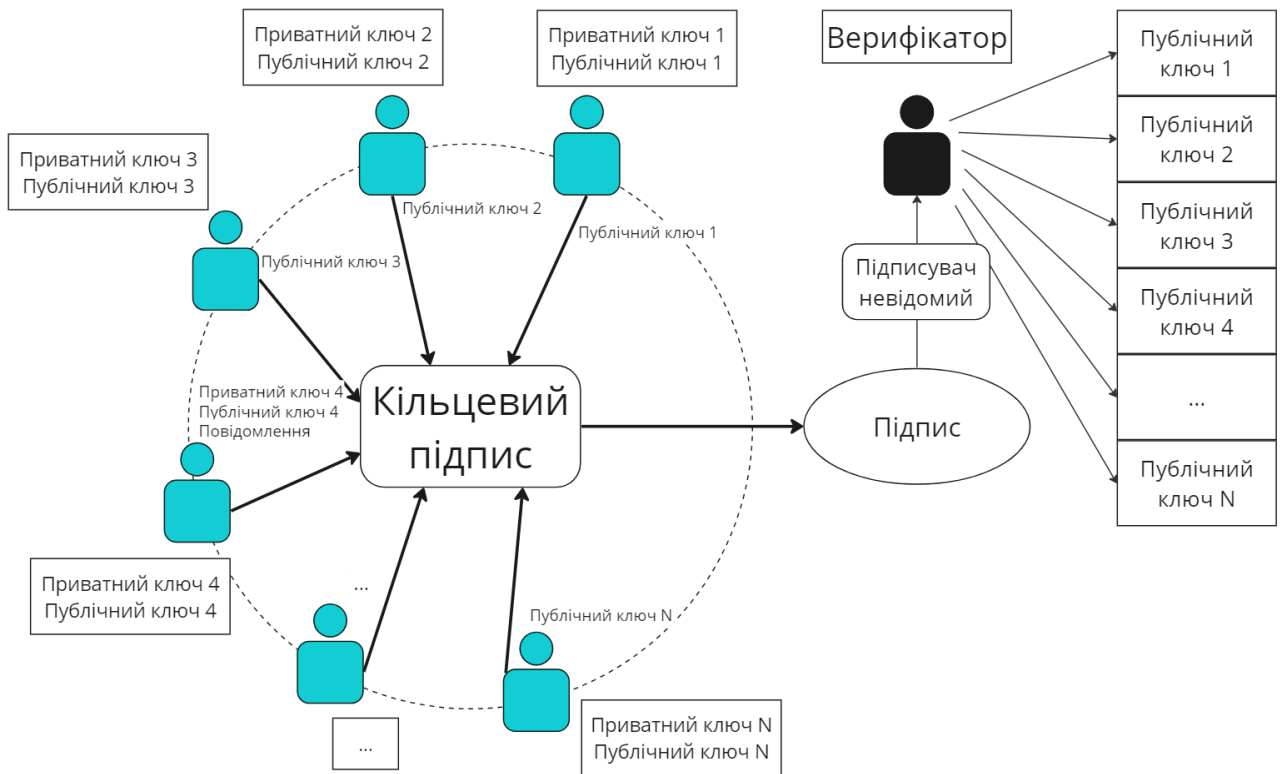 Приватний ключ 2
Публічний ключ 2
Приватний ключ 1
Публічний ключ 1
Верифікатор
Публічний
ключ 1
Публічний
ключ 2
Публічний
ключ 3
Публічний
ключ 4
...
Публічний
ключ N
Приватний ключ 3
Публічний ключ 3
Публічний ключ 2
Публічний ключ 1
Публічний ключ 3
Підписувач
невідомий
Приватний ключ 4
Публічний ключ 4
Повідомлення
Кільцевий
підпис
Підпис
Приватний ключ 4
Публічний ключ 4
...
Публічний ключ N
...
Приватний ключ N
Публічний ключ N